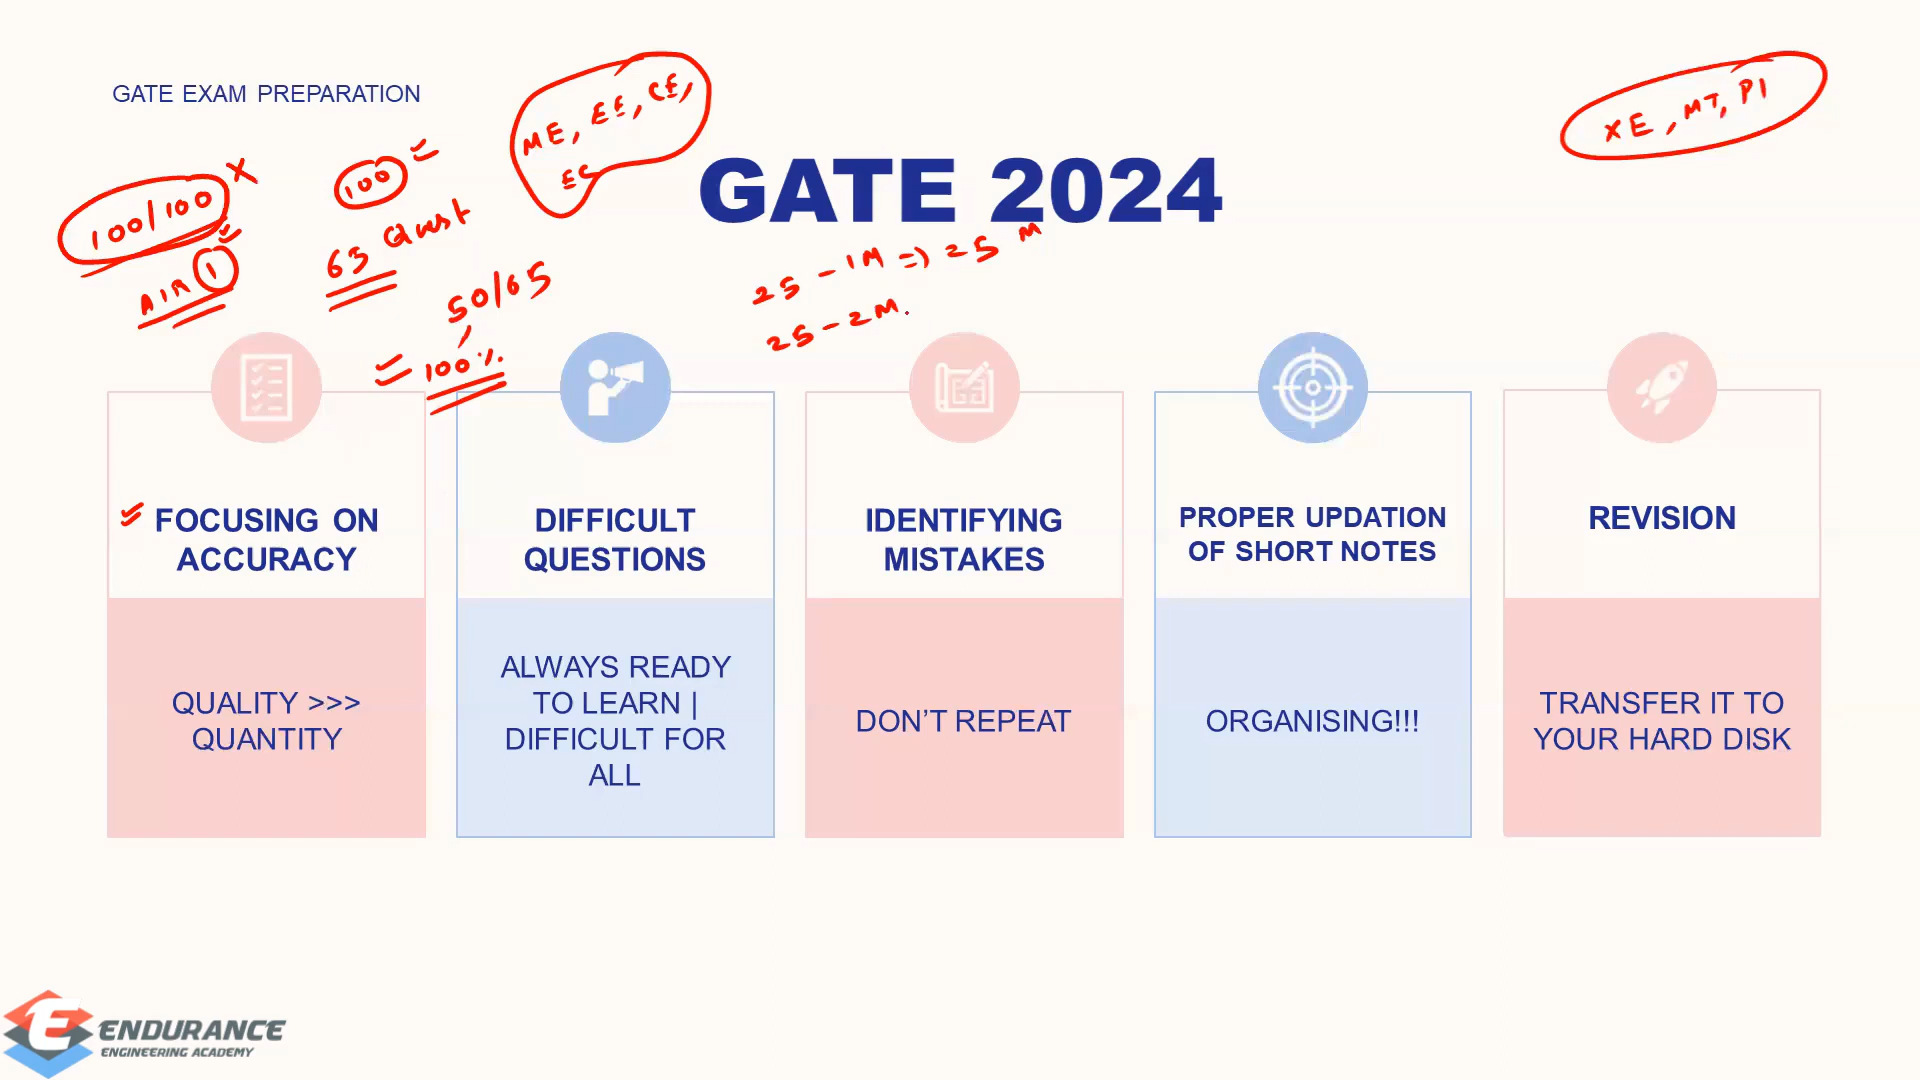 GATE EXAM PREPARATION
ME, EE, CE,
EC
XE, MT, PI
100/100 X
AIR 1
100
65 Quest
50/65
100%
GATE 2024
25 - 1M => 25 M
25 - 2M
FOCUSING ON
ACCURACY
QUALITY >>>
QUANTITY
DIFFICULT
QUESTIONS
ALWAYS READY
TO LEARN |
DIFFICULT FOR
ALL
IDENTIFYING
MISTAKES
DON’T REPEAT
PROPER UPDATION
OF SHORT NOTES
ORGANISING!!!
REVISION
TRANSFER IT TO
YOUR HARD DISK
ENDURANCE
ENGINEERING ACADEMY